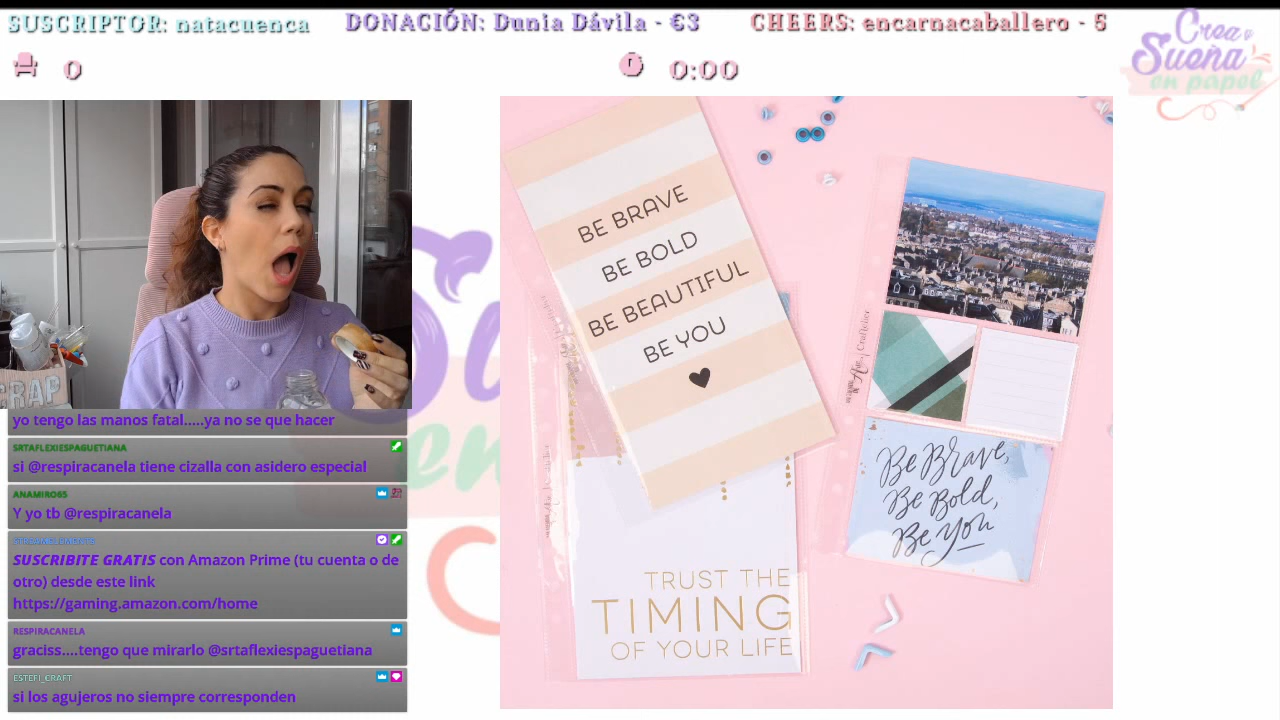 SUSCRIPTOR: natacuenca
DONACIÓN: Dunia Dávila - €3
CHEERS: encarnacaballero - 5
Crea y
Sueña
en papel
0
0:00
BE BRAVE
BE BOLD
BE BEAUTIFUL
BE YOU
TRUST THE
TIMING
OF YOUR LIFE
Be Brave,
Be Bold,
Be You
SCRAP
yo tengo las manos fatal.....ya no se que hacer
SRTAFLEXIESPAGUETIANA
si @respiracanela tiene cizalla con asidero especial
ANAMIRO65
Y yo tb @respiracanela
STREAMELEMENTS
SUSCRIBITE GRATIS con Amazon Prime (tu cuenta o de
otro) desde este link
https://gaming.amazon.com/home
RESPIRACANELA
graciss....tengo que mirarlo @srtaflexiespaguetiana
ESTEFI_CRAFT
si los agujeros no siempre corresponden